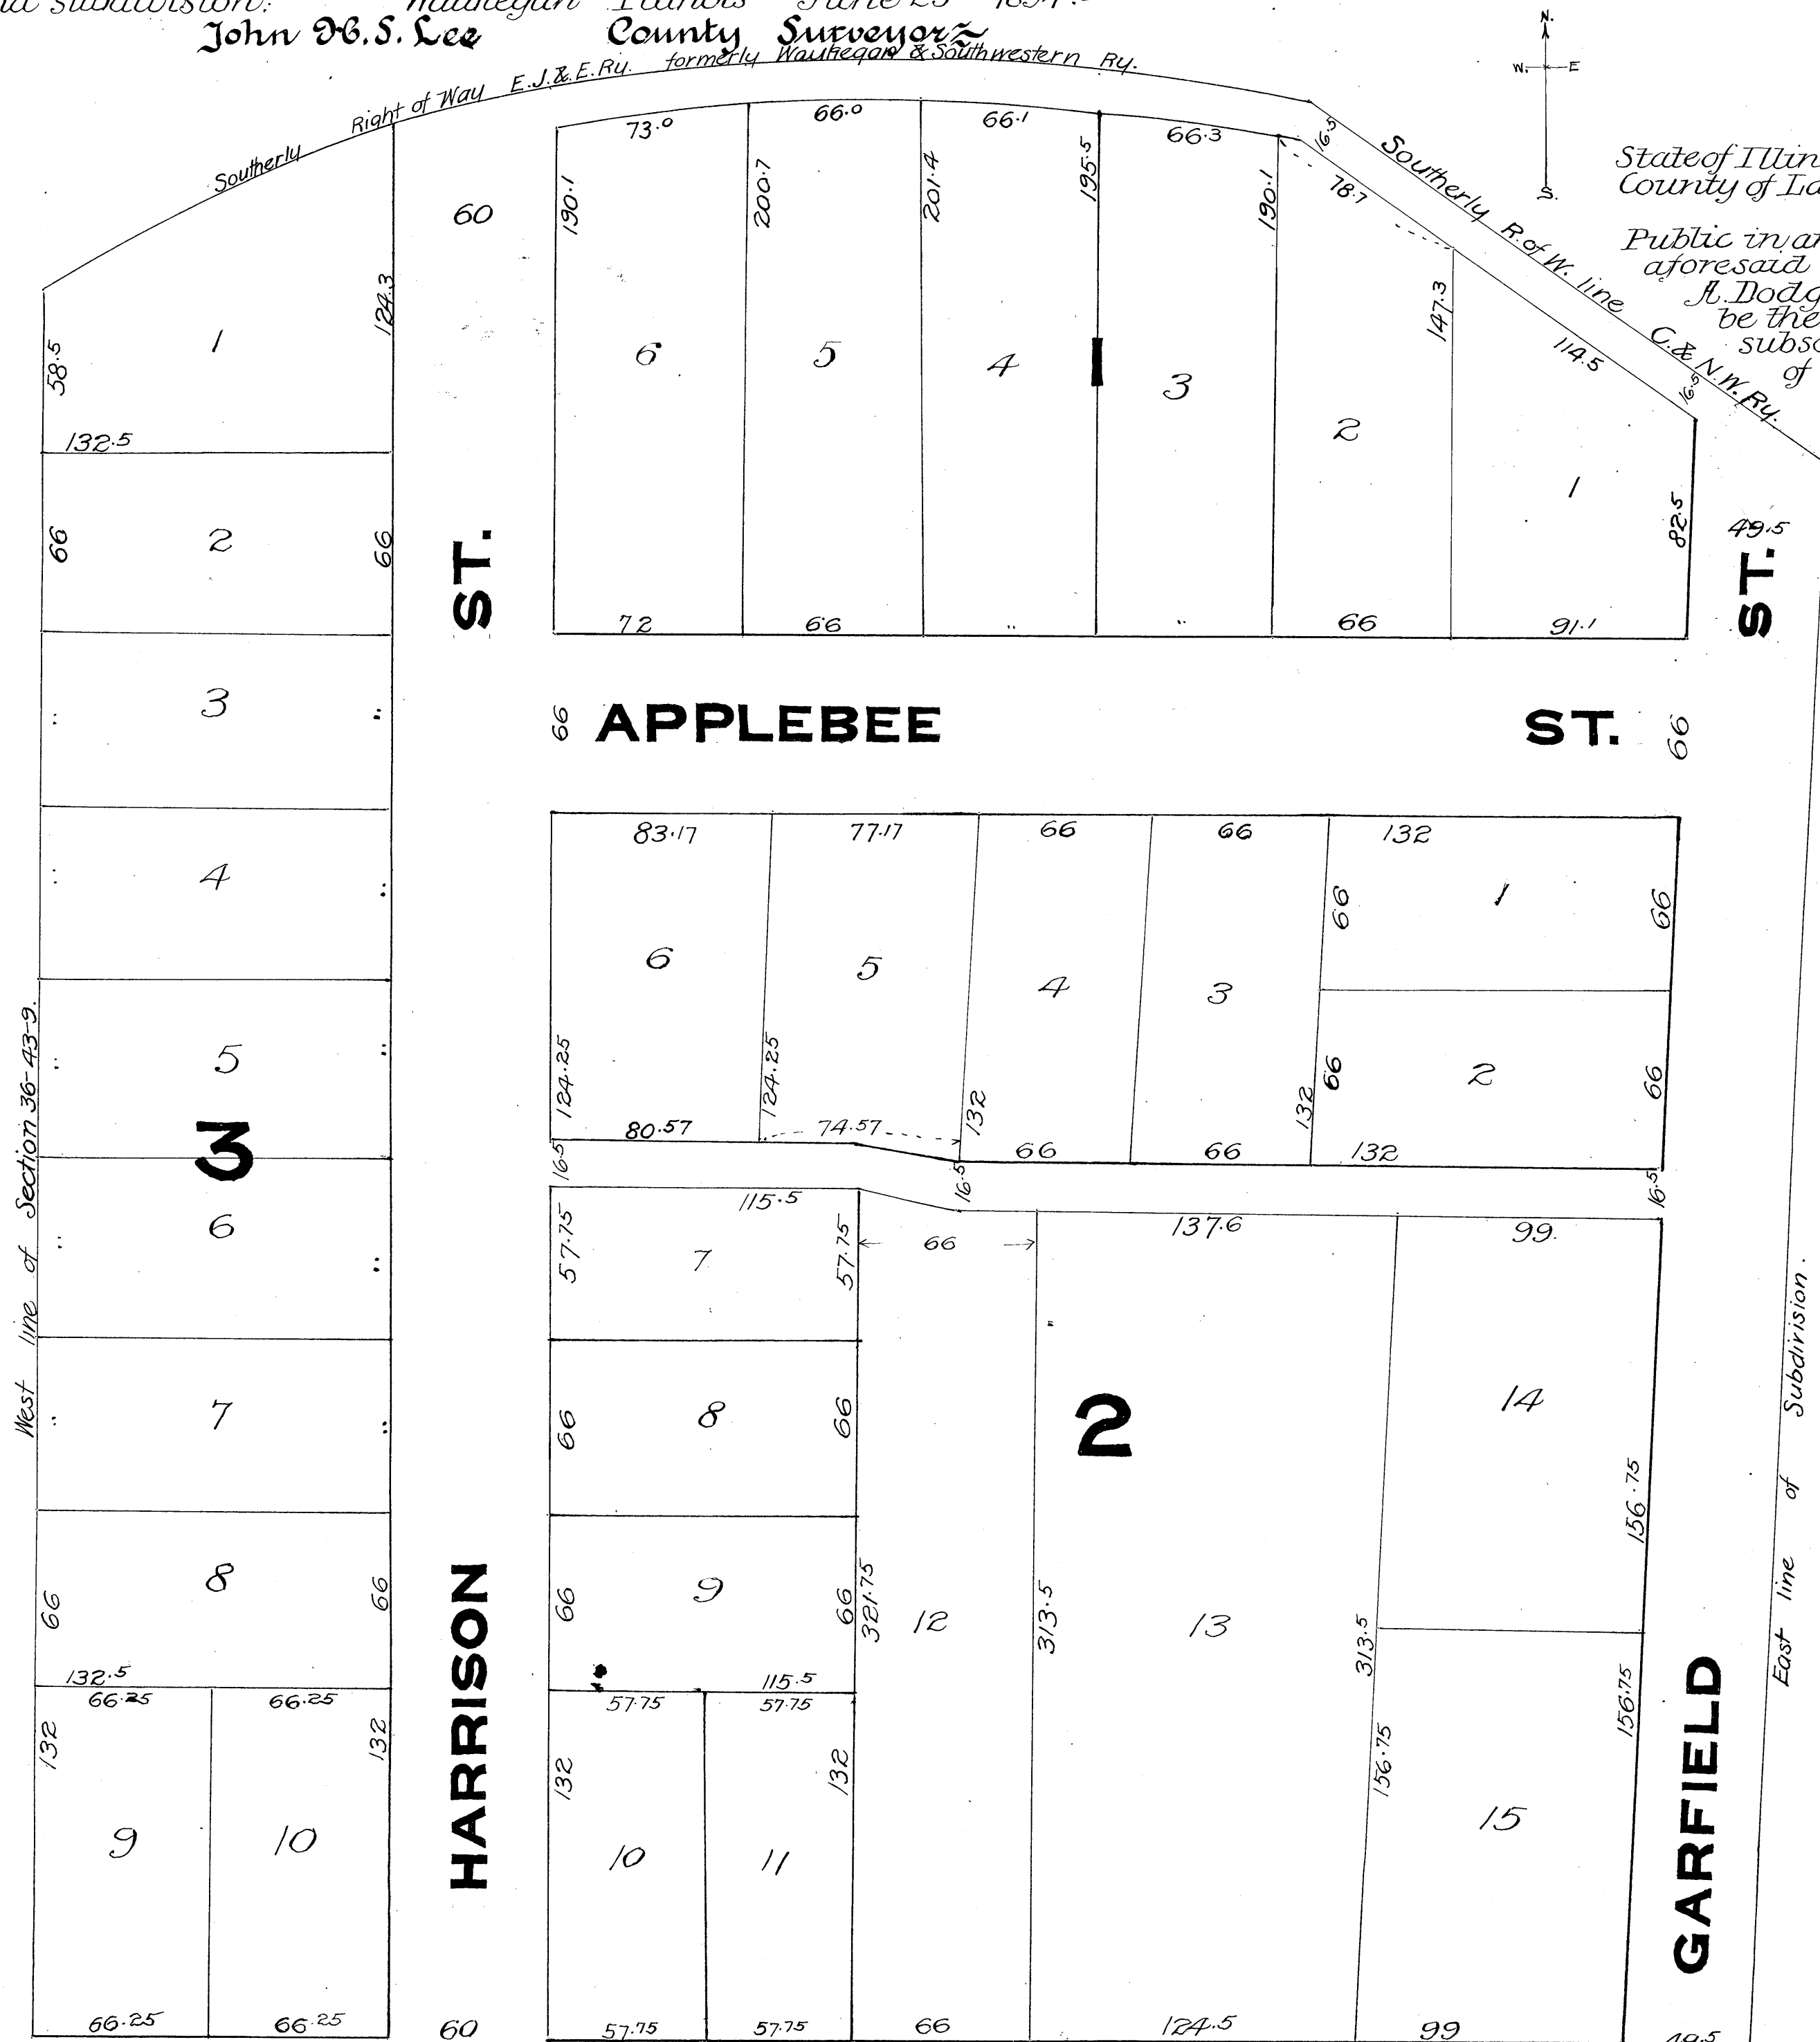 subdivision. Waukegan Illinois June 25
John H.S. Lee County Surveyor
Right of Way E.J.&E.Ry. formerly Waukegan & Southwestern Ry.
Southerly
N.
W. E
S.
State of Illin
County of La
Public in an
aforesaid
A. Dodg
be the
subsc
of
Southerly R. of W. line C. & N.W. Ry.
16.5
78.7
114.5
16.5
73.0 66.0 66.1 66.3
190.1 200.7 201.4 195.5 190.1 147.3
60
124.3
58.5
1
132.5
6 5 4 3 2 1
82.5
49.5
66 2 66
ST.
ST.
72 66 " " 66 91.1
" 3 "
66 APPLEBEE ST. 66
83.17 77.17 66 66 132
" 4 "
66 1 66
6 5 4 3
66 2 66
124.25 124.25 132 132
" 5 "
80.57 74.57 66 66 132
West line of Section 36-43-9.
3
16.5 16.5 16.5
115.5 137.6 99.
" 6 "
57.75 7 57.75
66
"
" 7 "
66 8 66
2
14
156.75
66 8 66
66 9 66
321.75 12 313.5 13 313.5
132.5
115.5
66.25 66.25
57.75 57.75
132 132
132 132
156.75 156.75
9 10
10 11
15
HARRISON
GARFIELD
East line of Subdivision.
66.25 66.25 60 57.75 57.75 66 124.5 99 49.5